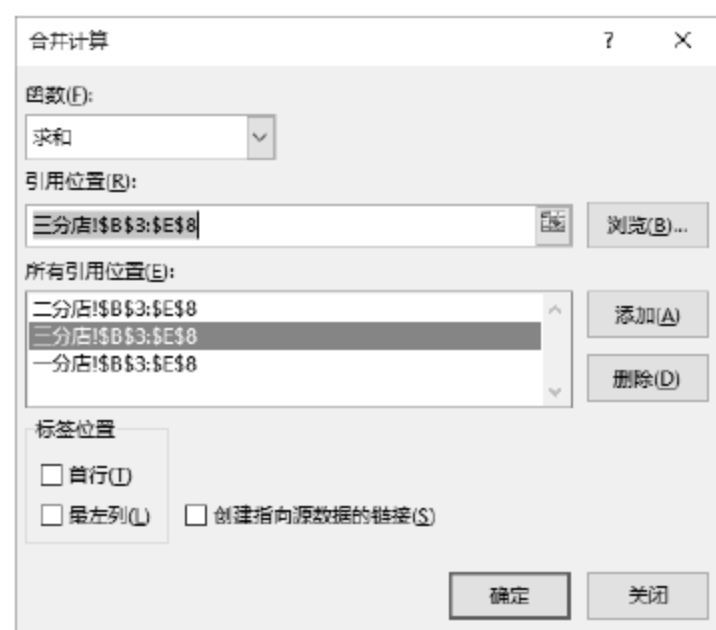 合并计算 ? ×
函数(F):
求和
引用位置(R):
三分店!$B$3:$E$8 浏览(B)...
所有引用位置(E):
二分店!$B$3:$E$8 添加(A)
三分店!$B$3:$E$8
一分店!$B$3:$E$8 删除(D)
标签位置
首行(T)
最左列(L) 创建指向源数据的链接(S)
确定 关闭